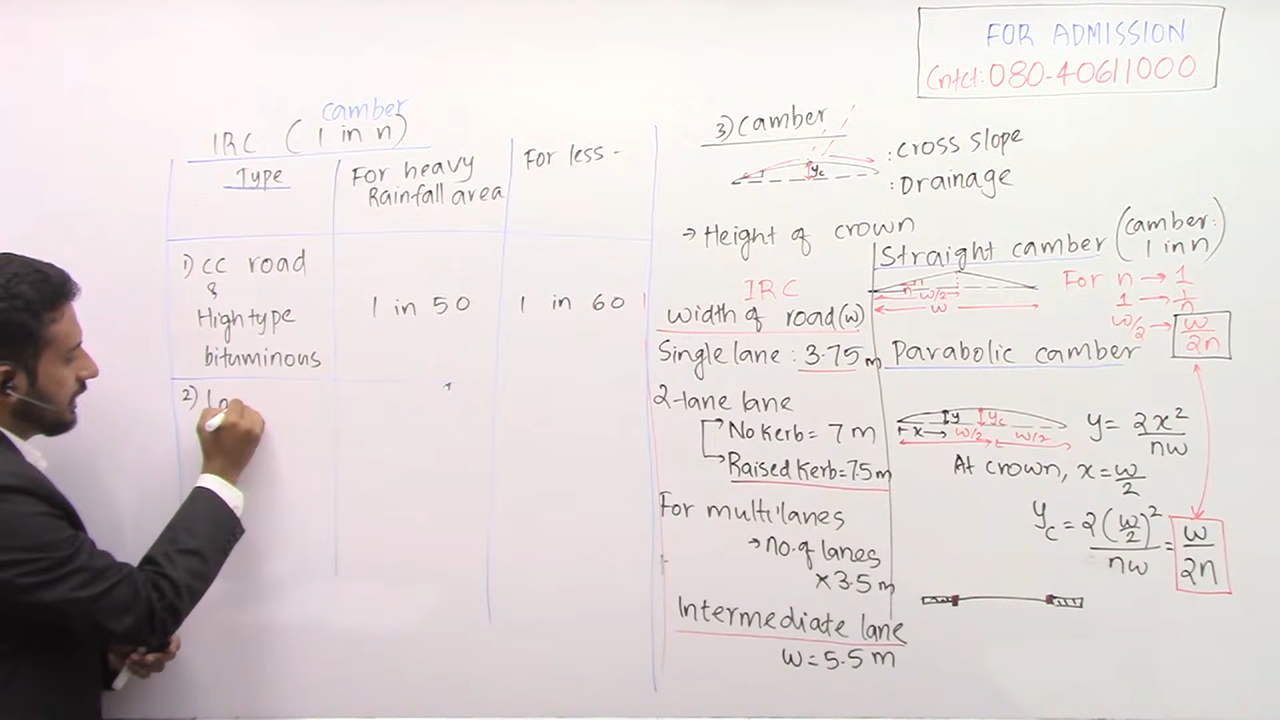 FOR ADMISSION
Cntct: 080-40611000
camber
IRC ( 1 in n)
Type
For heavy
Rainfall area
For less -
1) CC road
&
High type
bituminous
1 in 50
1 in 60
2) Lo
3) Camber
yc
: Cross slope
: Drainage
→ Height of crown
IRC
width of road (w)
Single lane : 3.75 m
2-lane lane
No Kerb = 7 m
Raised Kerb = 7.5 m
For multilanes
→ no. of lanes
× 3.5 m
Intermediate lane
w = 5.5 m
Straight camber
(camber:
1 in n)
n
w/2
w
For n → 1
1 → 1/n
w/2 → w/2n
Parabolic camber
y
yc
x
w/2
w/2
y = 2x²/nw
At crown, x = w/2
yc = 2(w/2)²/nw = w/2n